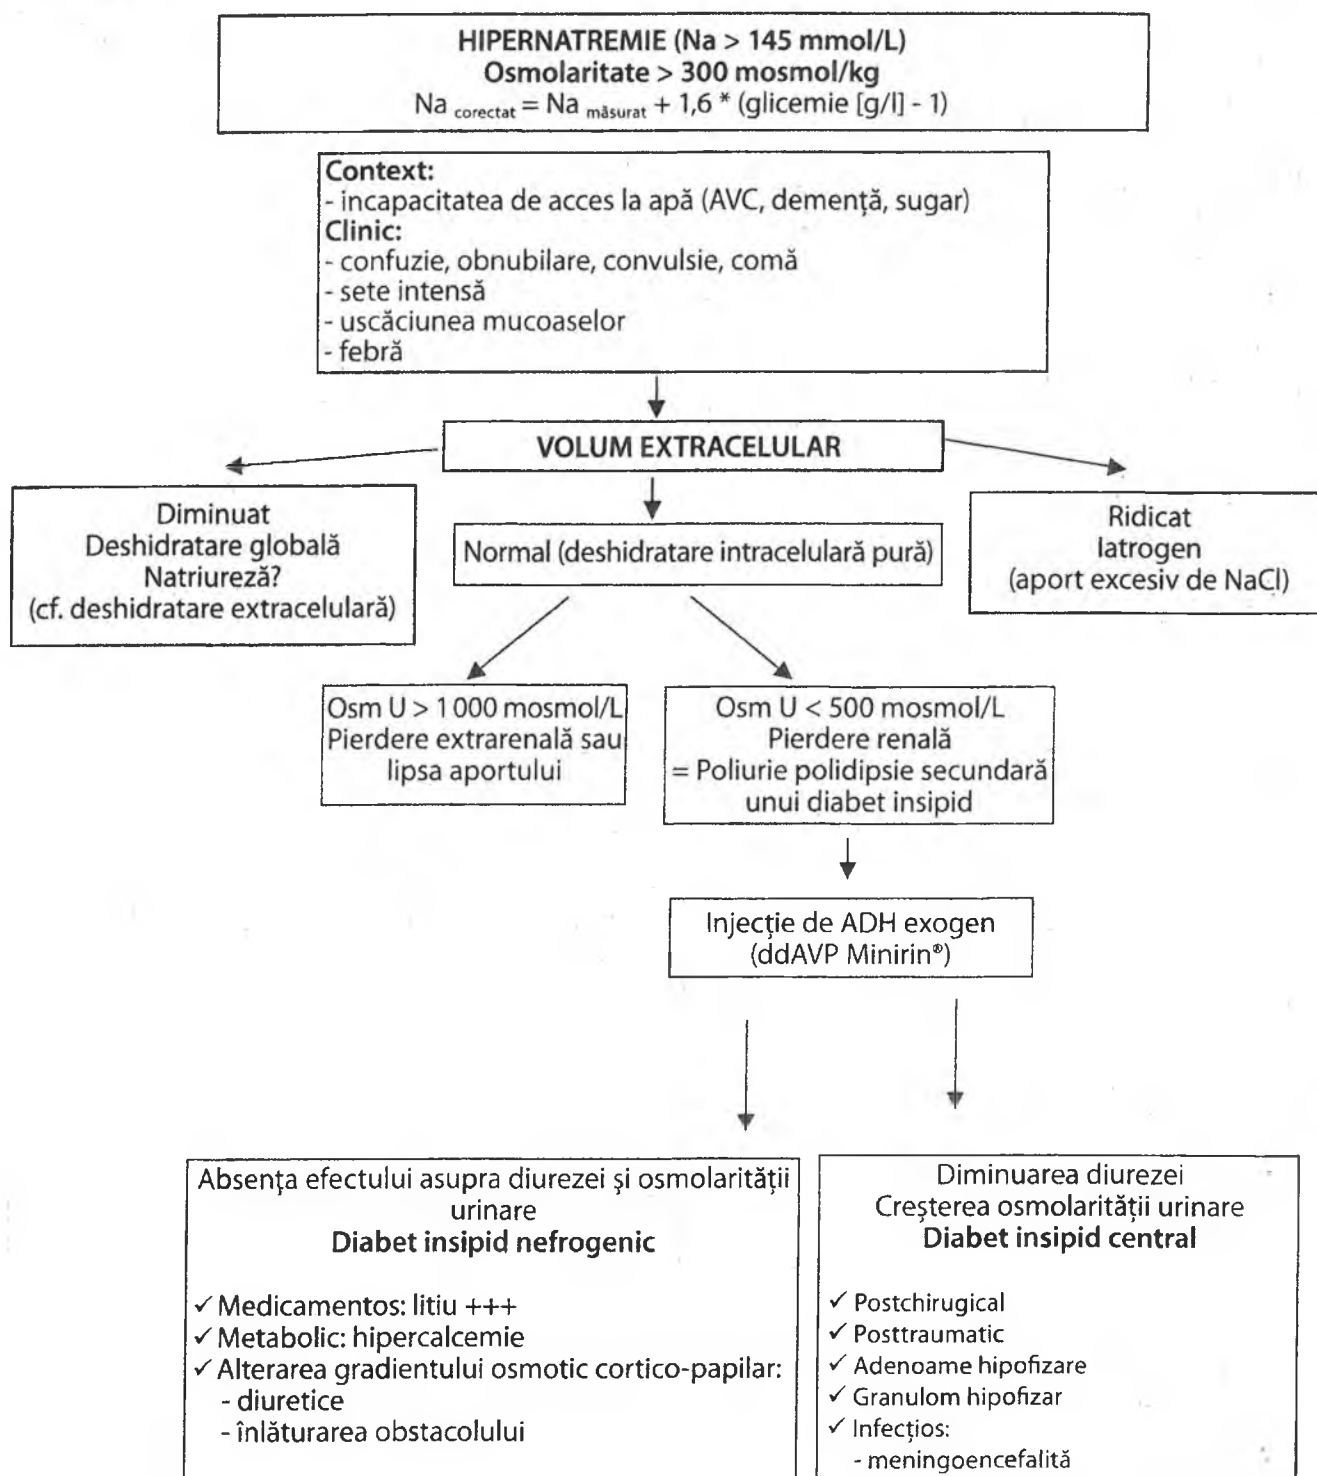 HIPERNATREMIE (Na > 145 mmol/L)
Osmolaritate > 300 mosmol/kg
Na corectat = Na măsurat + 1,6 * (glicemie [g/l] - 1)
Context:
- incapacitatea de acces la apă (AVC, demență, sugar)
Clinic:
- confuzie, obnubilare, convulsie, comă
- sete intensă
- uscăciunea mucoaselor
- febră
VOLUM EXTRACELULAR
Diminuat
Deshidratare globală
Natriureză?
(cf. deshidratare extracelulară)
Normal (deshidratare intracelulară pură)
Ridicat
Iatrogen
(aport excesiv de NaCl)
Osm U > 1 000 mosmol/L
Pierdere extrarenală sau
lipsa aportului
Osm U < 500 mosmol/L
Pierdere renală
= Poliurie polidipsie secundară
unui diabet insipid
Injecție de ADH exogen
(ddAVP Minirin®)
Absența efectului asupra diurezei și osmolarității
urinare
Diabet insipid nefrogenic
✓ Medicamentos: litiu +++
✓ Metabolic: hipercalcemie
✓ Alterarea gradientului osmotic cortico-papilar:
- diuretice
- înlăturarea obstacolului
Diminuarea diurezei
Creșterea osmolarității urinare
Diabet insipid central
✓ Postchirugical
✓ Posttraumatic
✓ Adenoame hipofizare
✓ Granulom hipofizar
✓ Infecțios:
- meningoencefalită